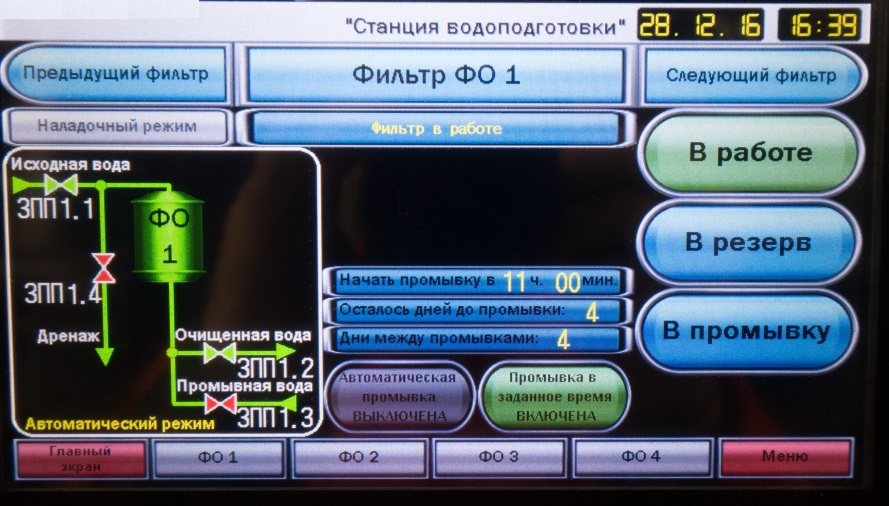 "Станция водоподготовки" 28.12.16 16:39
Предыдущий фильтр
Фильтр ФО 1
Следующий фильтр
Наладочный режим
Фильтр в работе
В работе
Исходная вода
ЗПП1.1
ФО
1
ЗПП1.4
Дренаж
Очищенная вода
ЗПП1.2
Промывная вода
ЗПП1.3
Автоматический режим
В резерв
Начать промывку в 11 ч. 00 мин.
Осталось дней до промывки: 4
Дни между промывками: 4
В промывку
Автоматическая
промывка
ВЫКЛЮЧЕНА
Промывка в
заданное время
ВКЛЮЧЕНА
Главный
экран
ФО 1
ФО 2
ФО 3
ФО 4
Меню